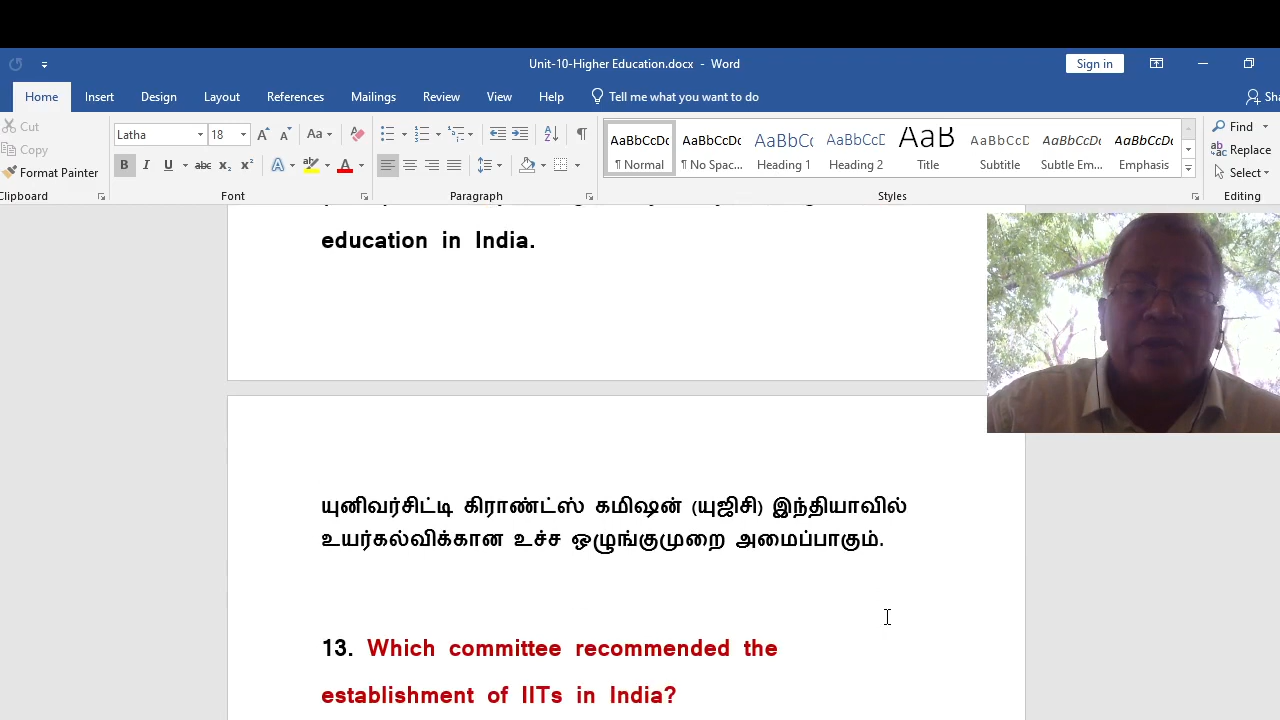 Unit-10-Higher Education.docx - Word
Sign in
Home Insert Design Layout References Mailings Review View Help Tell me what you want to do
Cut
Copy
Format Painter
Clipboard
Latha 18
Font
Paragraph
AaBbCcDc AaBbCcDc AaBbC AaBbCcD AaB AaBbCcD AaBbCcDc AaBbCcDc
¶ Normal ¶ No Spac... Heading 1 Heading 2 Title Subtitle Subtle Em... Emphasis
Styles
Find
Replace
Select
Editing
education in India.
யுனிவர்சிட்டி கிராண்ட்ஸ் கமிஷன் (யுஜிசி) இந்தியாவில்
உயர்கல்விக்கான உச்ச ஒழுங்குமுறை அமைப்பாகும்.
13. Which committee recommended the
establishment of IITs in India?